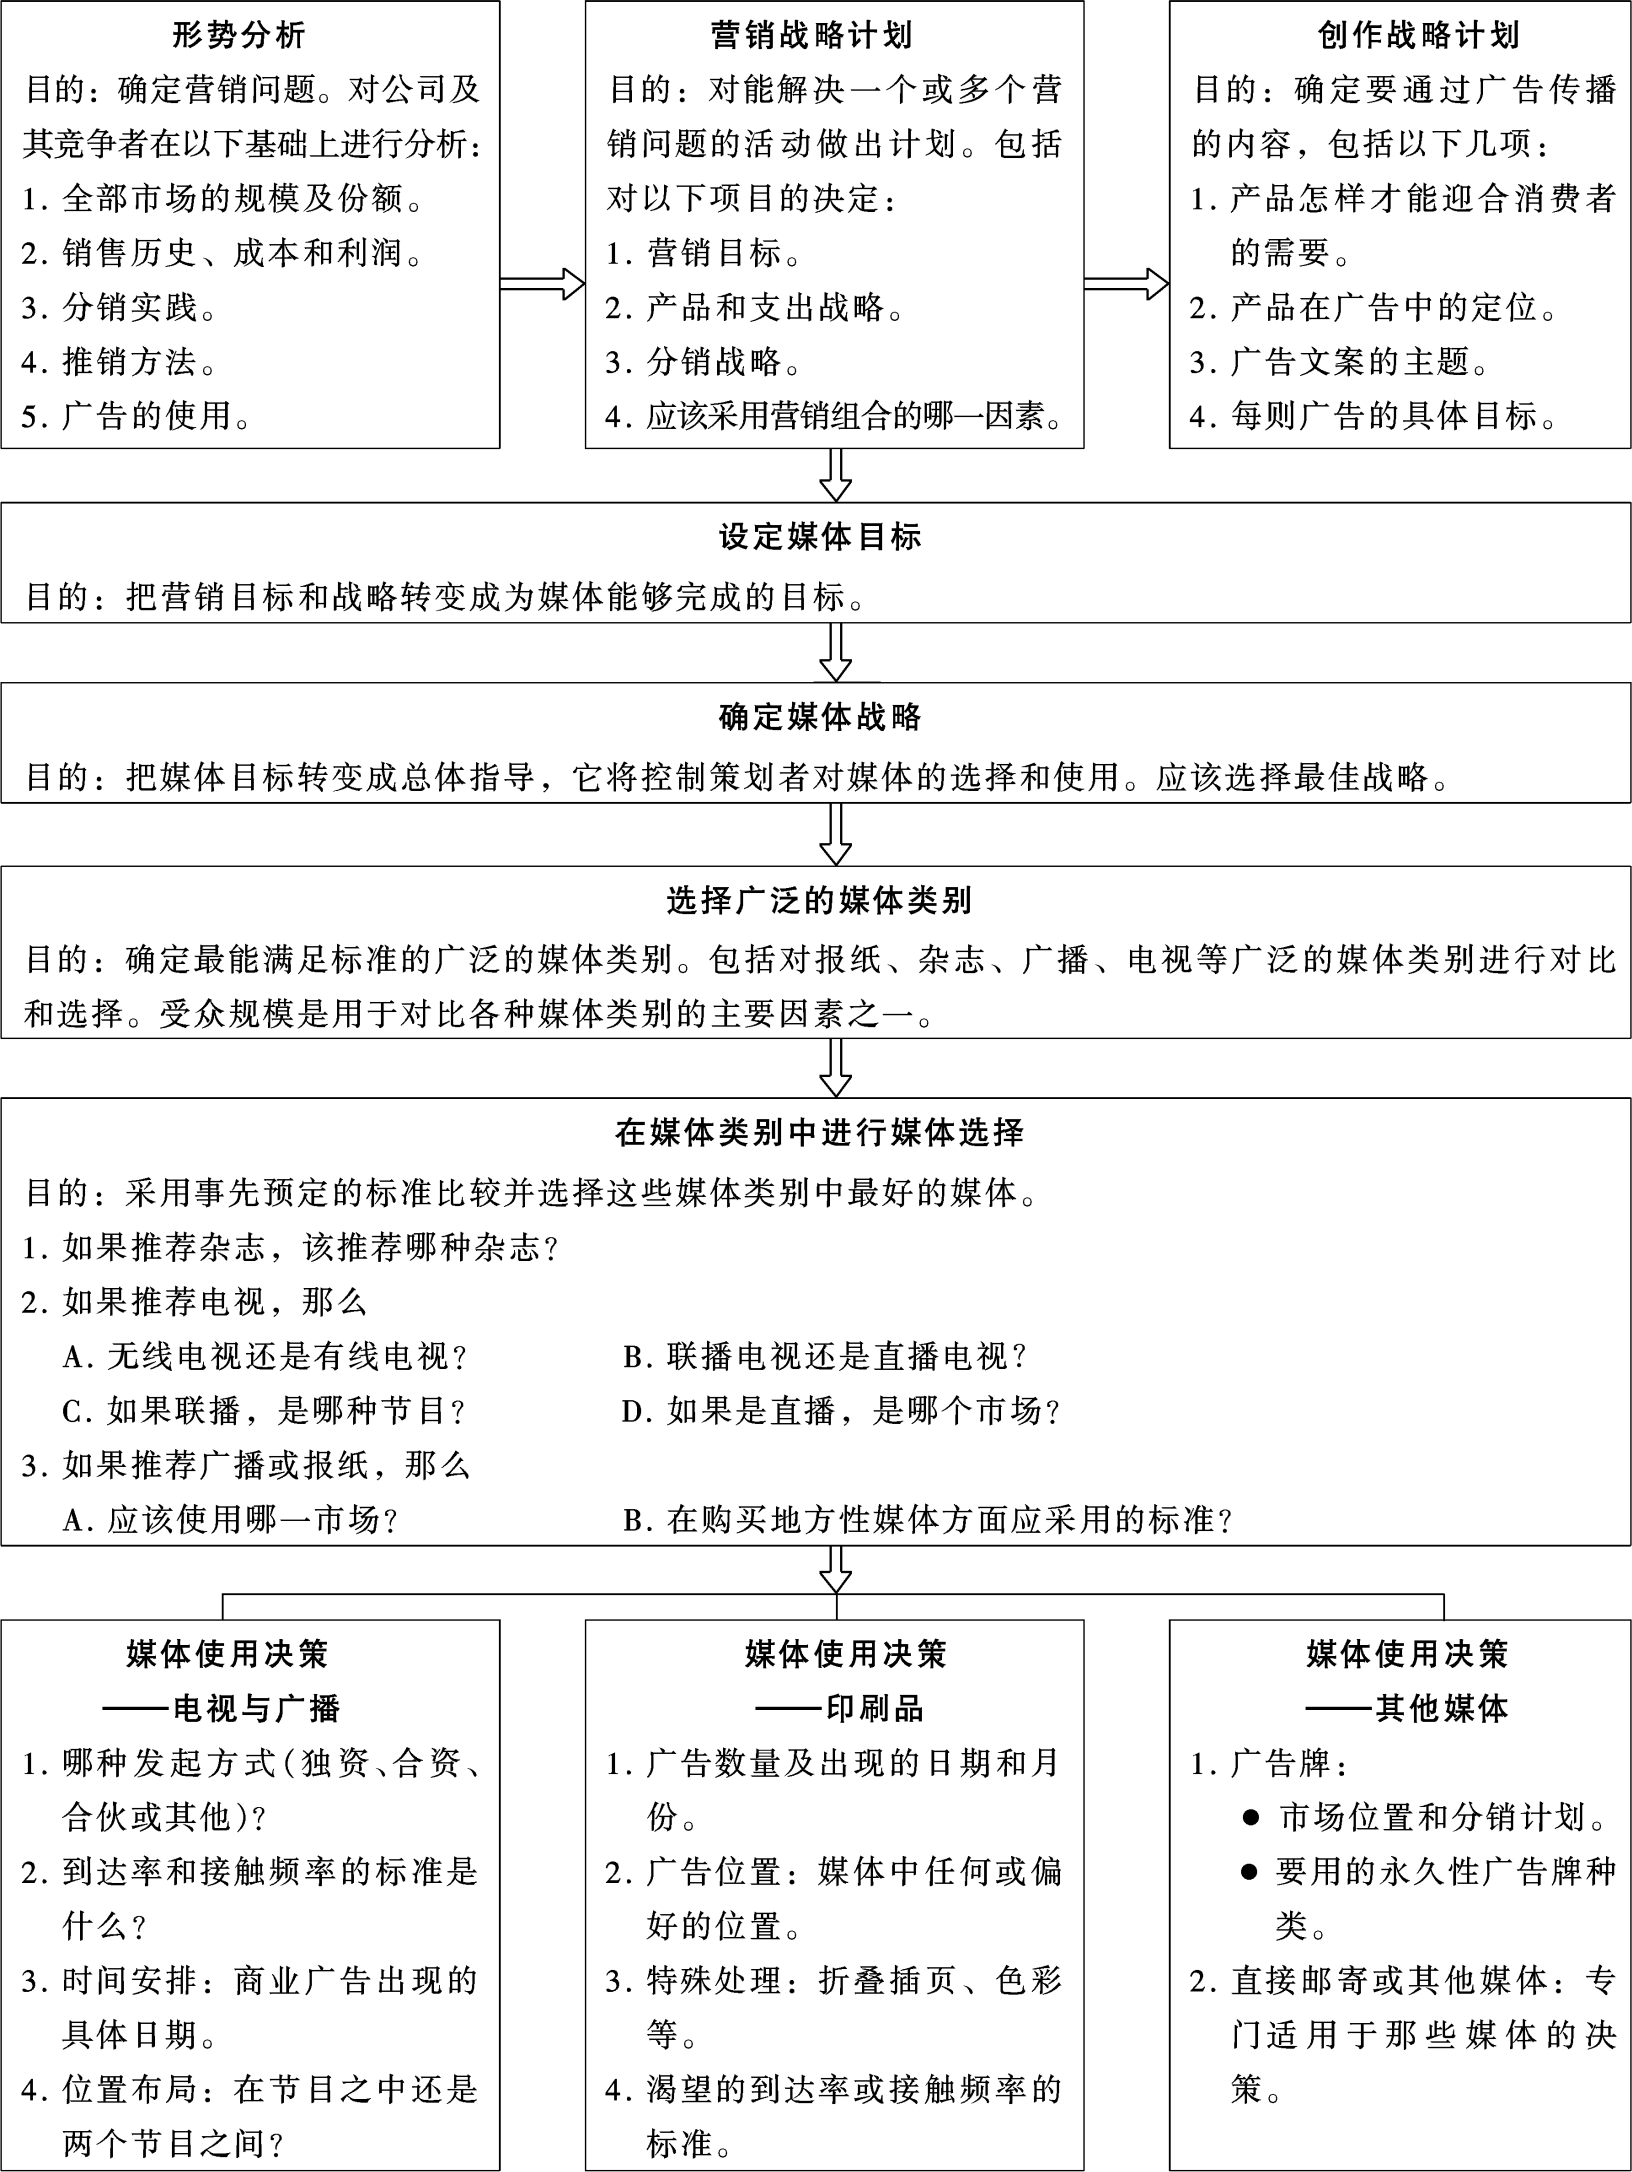 形势分析
目的：确定营销问题。对公司及
其竞争者在以下基础上进行分析：
1. 全部市场的规模及份额。
2. 销售历史、成本和利润。
3. 分销实践。
4. 推销方法。
5. 广告的使用。
营销战略计划
目的：对能解决一个或多个营
销问题的活动做出计划。包括
对以下项目的决定：
1. 营销目标。
2. 产品和支出战略。
3. 分销战略。
4. 应该采用营销组合的哪一因素。
创作战略计划
目的：确定要通过广告传播
的内容，包括以下几项：
1. 产品怎样才能迎合消费者
的需要。
2. 产品在广告中的定位。
3. 广告文案的主题。
4. 每则广告的具体目标。
设定媒体目标
目的：把营销目标和战略转变成为媒体能够完成的目标。
确定媒体战略
目的：把媒体目标转变成总体指导，它将控制策划者对媒体的选择和使用。应该选择最佳战略。
选择广泛的媒体类别
目的：确定最能满足标准的广泛的媒体类别。包括对报纸、杂志、广播、电视等广泛的媒体类别进行对比
和选择。受众规模是用于对比各种媒体类别的主要因素之一。
在媒体类别中进行媒体选择
目的：采用事先预定的标准比较并选择这些媒体类别中最好的媒体。
1. 如果推荐杂志，该推荐哪种杂志？
2. 如果推荐电视，那么
A. 无线电视还是有线电视？ B. 联播电视还是直播电视？
C. 如果联播，是哪种节目？ D. 如果是直播，是哪个市场？
3. 如果推荐广播或报纸，那么
A. 应该使用哪一市场？ B. 在购买地方性媒体方面应采用的标准？
媒体使用决策
——电视与广播
1. 哪种发起方式（独资、合资、
合伙或其他）？
2. 到达率和接触频率的标准是
什么？
3. 时间安排：商业广告出现的
具体日期。
4. 位置布局：在节目之中还是
两个节目之间？
媒体使用决策
——印刷品
1. 广告数量及出现的日期和月
份。
2. 广告位置：媒体中任何或偏
好的位置。
3. 特殊处理：折叠插页、色彩
等。
4. 渴望的到达率或接触频率的
标准。
媒体使用决策
——其他媒体
1. 广告牌：
● 市场位置和分销计划。
● 要用的永久性广告牌种
类。
2. 直接邮寄或其他媒体：专
门适用于那些媒体的决
策。